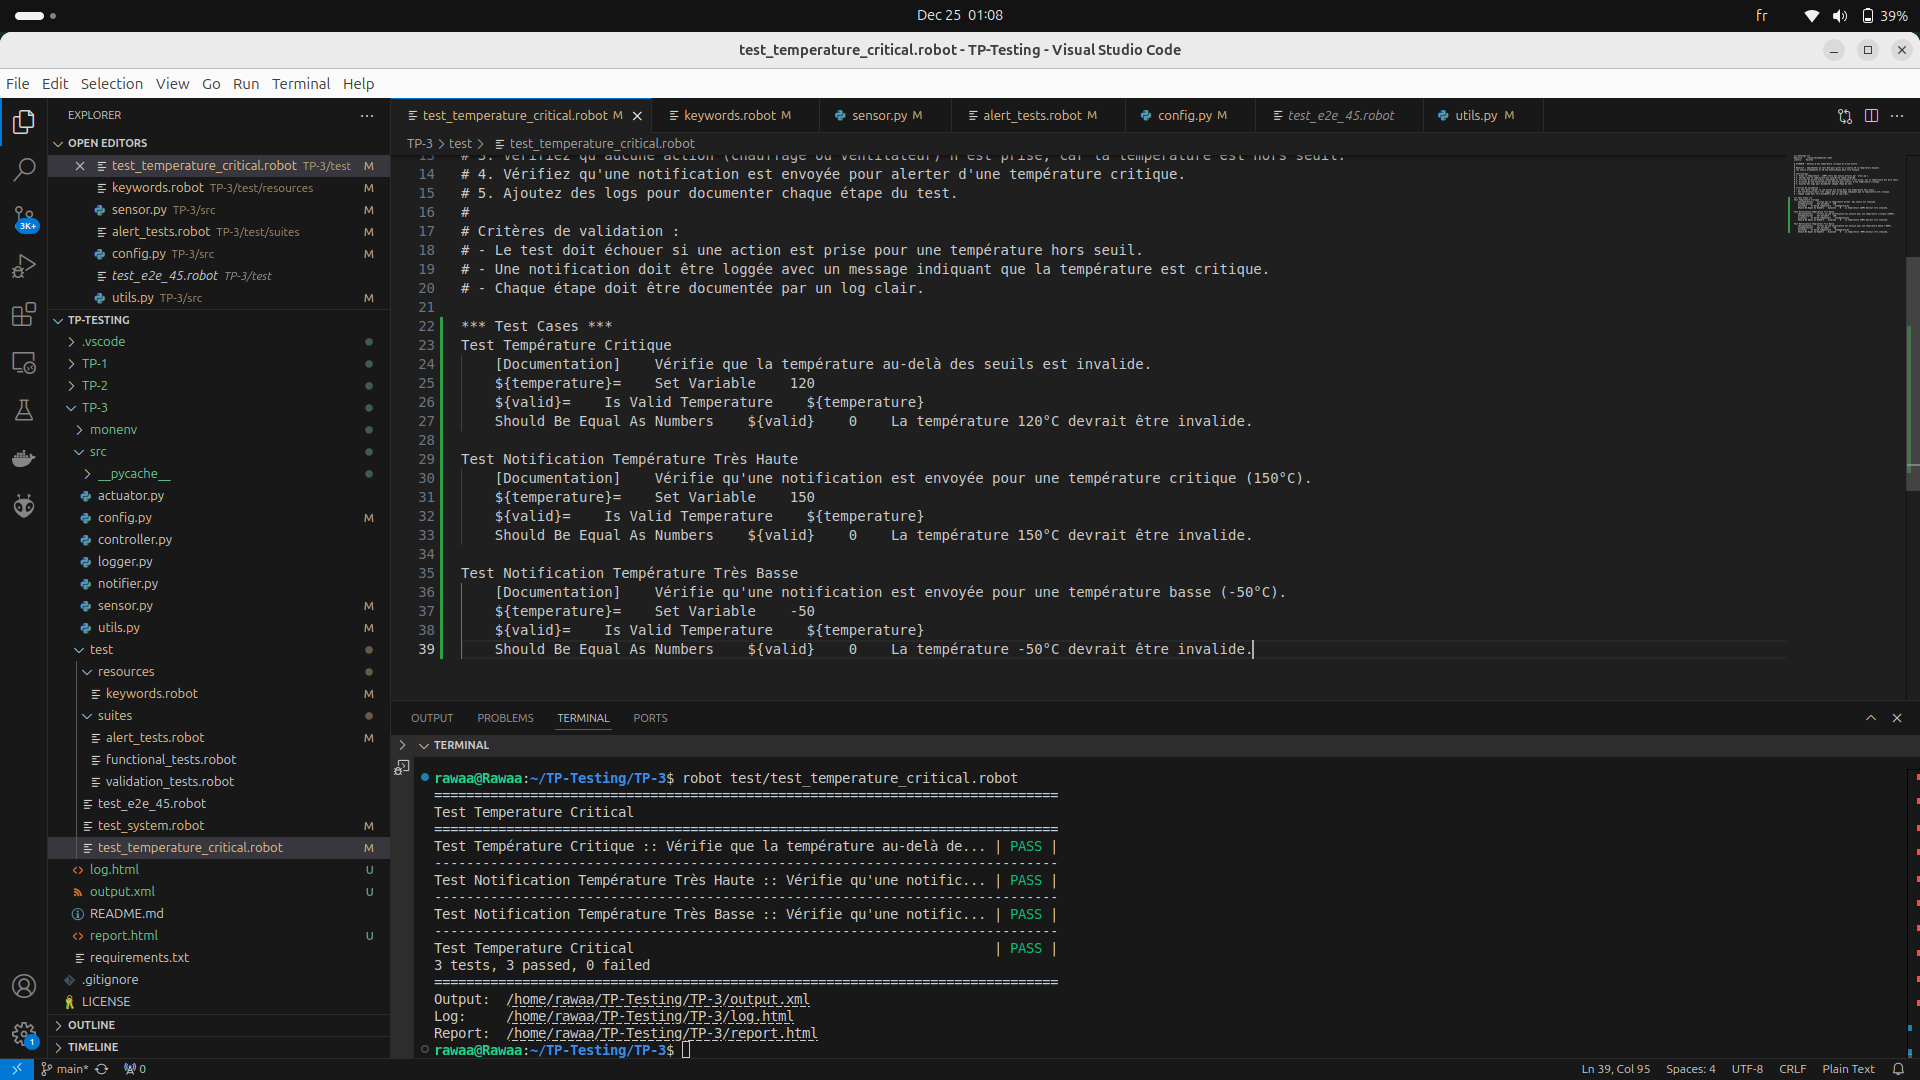 Dec 25 01:08
fr
39%
test_temperature_critical.robot - TP-Testing - Visual Studio Code
File Edit Selection View Go Run Terminal Help
EXPLORER
OPEN EDITORS
test_temperature_critical.robot TP-3/test M
keywords.robot TP-3/test/resources M
sensor.py TP-3/src M
alert_tests.robot TP-3/test/suites M
config.py TP-3/src M
test_e2e_45.robot TP-3/test
utils.py TP-3/src M
TP-TESTING
.vscode
TP-1
TP-2
TP-3
monenv
src
__pycache__
actuator.py
config.py M
controller.py
logger.py
notifier.py
sensor.py M
utils.py M
test
resources
keywords.robot M
suites
alert_tests.robot M
functional_tests.robot
validation_tests.robot
test_e2e_45.robot
test_system.robot M
test_temperature_critical.robot M
log.html U
output.xml U
README.md
report.html U
requirements.txt
.gitignore
LICENSE
OUTLINE
TIMELINE
3K+
1
test_temperature_critical.robot M
keywords.robot M
sensor.py M
alert_tests.robot M
config.py M
test_e2e_45.robot
utils.py M
TP-3 > test > test_temperature_critical.robot
13 # 3. Vérifiez qu'aucune action (chauffage ou ventilateur) n'est prise, car la température est hors seuil.
14 # 4. Vérifiez qu'une notification est envoyée pour alerter d'une température critique.
15 # 5. Ajoutez des logs pour documenter chaque étape du test.
16 #
17 # Critères de validation :
18 # - Le test doit échouer si une action est prise pour une température hors seuil.
19 # - Une notification doit être loggée avec un message indiquant que la température est critique.
20 # - Chaque étape doit être documentée par un log clair.
21
22 *** Test Cases ***
23 Test Température Critique
24     [Documentation]    Vérifie que la température au-delà des seuils est invalide.
25     ${temperature}=    Set Variable    120
26     ${valid}=    Is Valid Temperature    ${temperature}
27     Should Be Equal As Numbers    ${valid}    0    La température 120°C devrait être invalide.
28
29 Test Notification Température Très Haute
30     [Documentation]    Vérifie qu'une notification est envoyée pour une température critique (150°C).
31     ${temperature}=    Set Variable    150
32     ${valid}=    Is Valid Temperature    ${temperature}
33     Should Be Equal As Numbers    ${valid}    0    La température 150°C devrait être invalide.
34
35 Test Notification Température Très Basse
36     [Documentation]    Vérifie qu'une notification est envoyée pour une température basse (-50°C).
37     ${temperature}=    Set Variable    -50
38     ${valid}=    Is Valid Temperature    ${temperature}
39     Should Be Equal As Numbers    ${valid}    0    La température -50°C devrait être invalide.
OUTPUT PROBLEMS TERMINAL PORTS
TERMINAL
rawaa@Rawaa:~/TP-Testing/TP-3$ robot test/test_temperature_critical.robot
==============================================================================
Test Temperature Critical
==============================================================================
Test Température Critique :: Vérifie que la température au-delà de... | PASS |
------------------------------------------------------------------------------
Test Notification Température Très Haute :: Vérifie qu'une notific... | PASS |
------------------------------------------------------------------------------
Test Notification Température Très Basse :: Vérifie qu'une notific... | PASS |
------------------------------------------------------------------------------
Test Temperature Critical | PASS |
3 tests, 3 passed, 0 failed
==============================================================================
Output:  /home/rawaa/TP-Testing/TP-3/output.xml
Log:     /home/rawaa/TP-Testing/TP-3/log.html
Report:  /home/rawaa/TP-Testing/TP-3/report.html
rawaa@Rawaa:~/TP-Testing/TP-3$
main* 0
Ln 39, Col 95 Spaces: 4 UTF-8 CRLF Plain Text